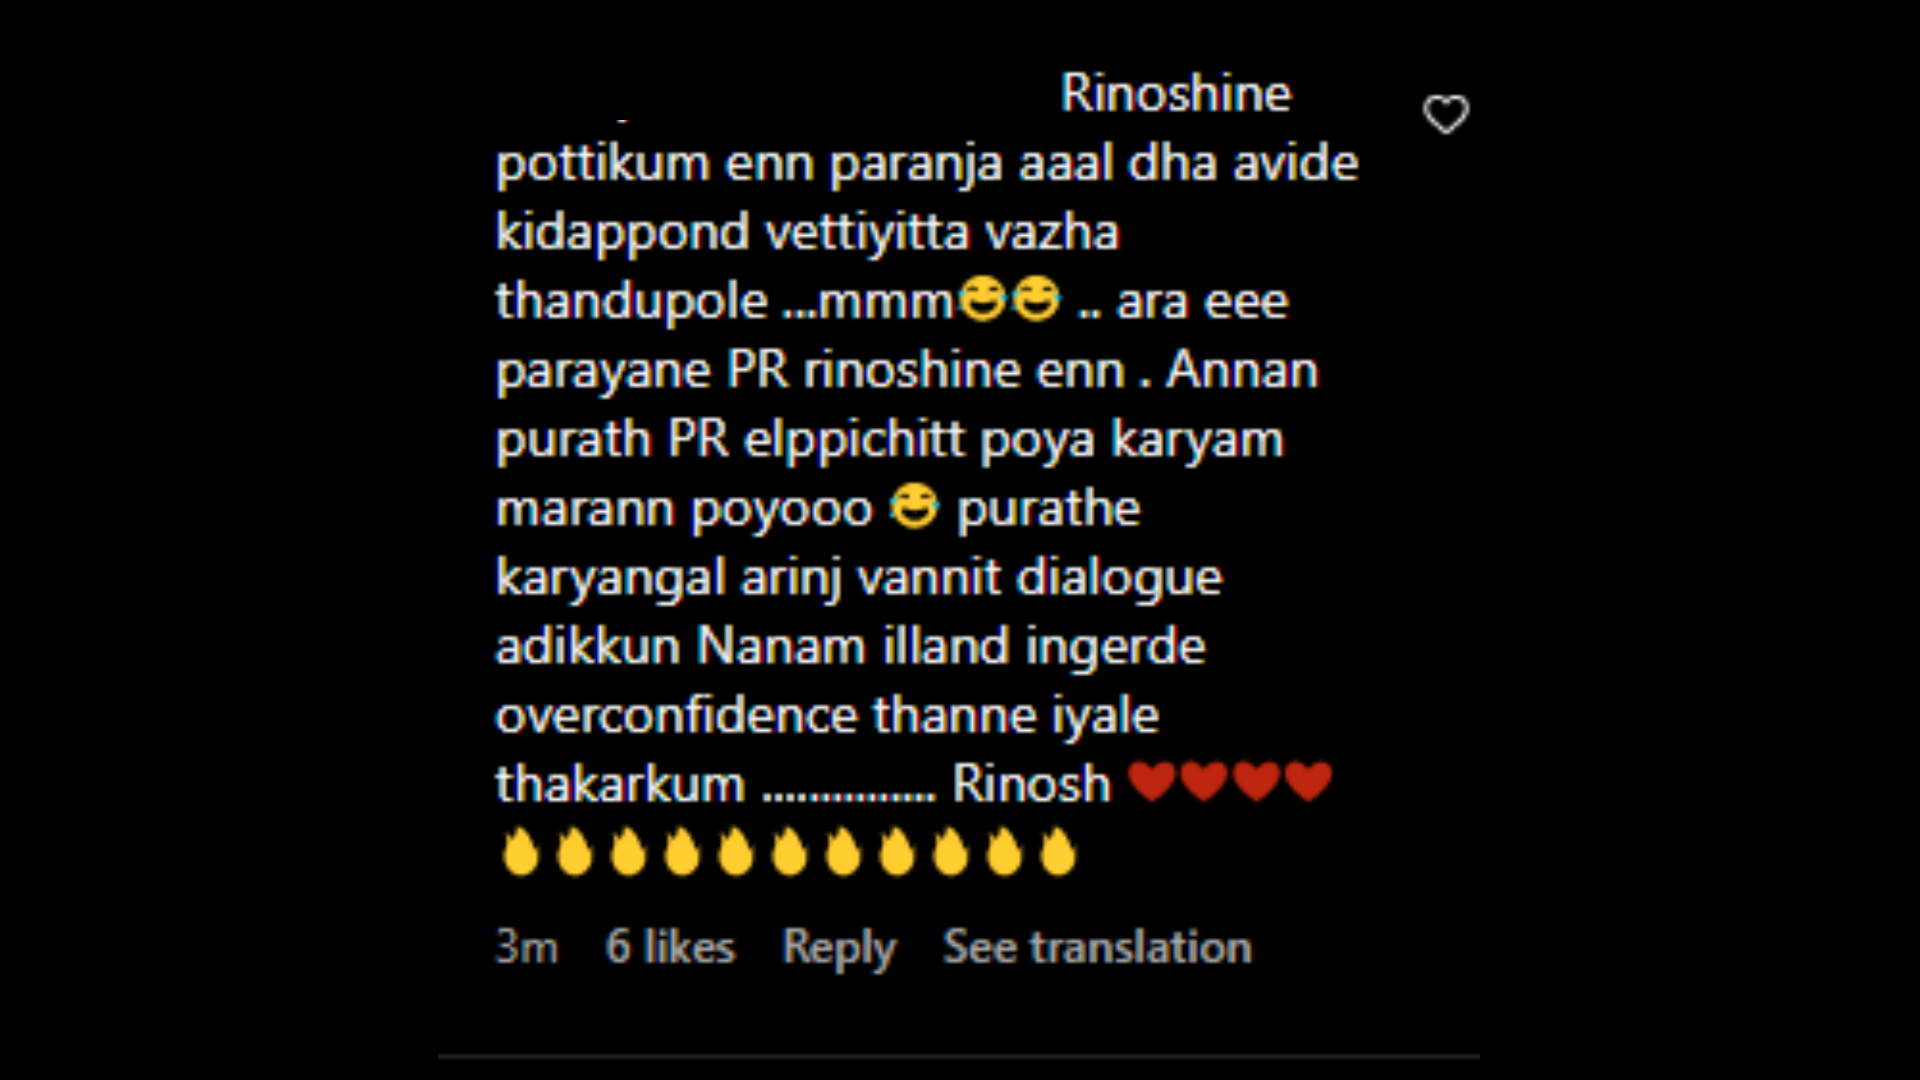 Rinoshine
pottikum enn paranja aaal dha avide
kidappond vettiyitta vazha
thandupole ...mmm😂😂 .. ara eee
parayane PR rinoshine enn . Annan
purath PR elppichitt poya karyam
marann poyooo 😂 purathe
karyangal arinj vannit dialogue
adikkun Nanam illand ingerde
overconfidence thanne iyale
thakarkum ............... Rinosh ❤❤❤❤
🔥🔥🔥🔥🔥🔥🔥🔥🔥🔥🔥
3m 6 likes Reply See translation